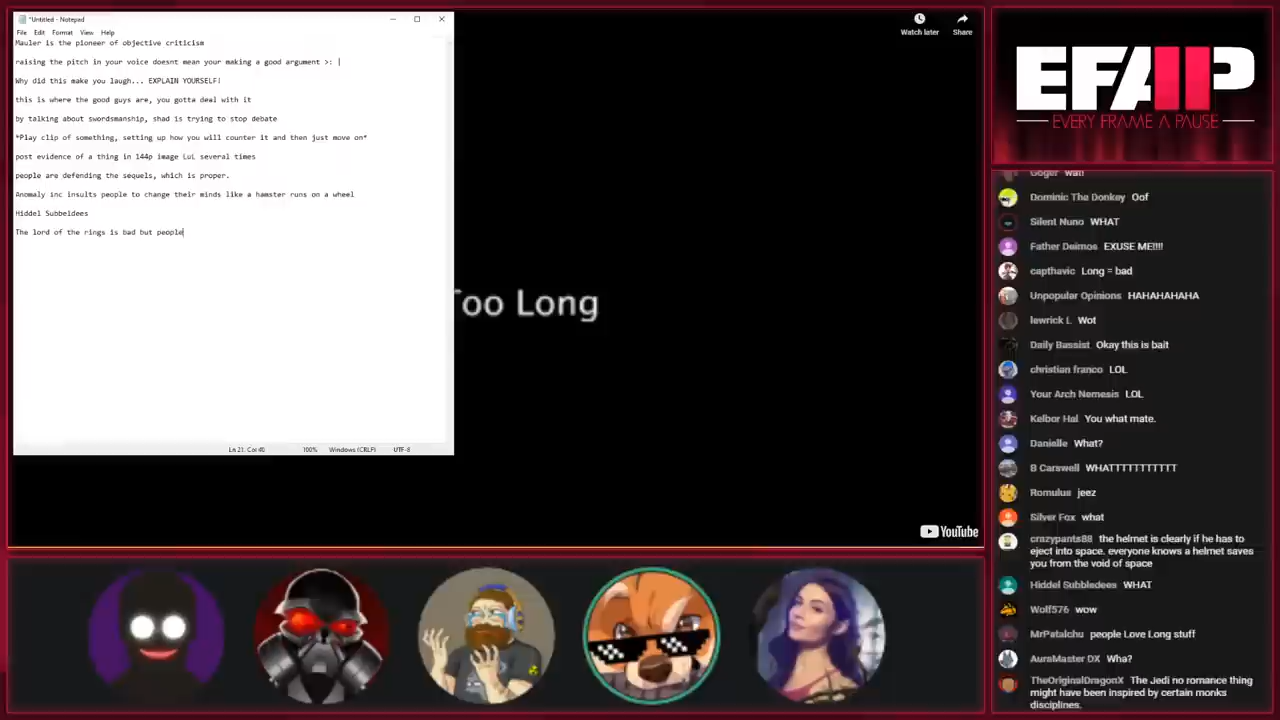 *Untitled - Notepad
File Edit Format View Help
Mauler is the pioneer of objective criticism
raising the pitch in your voice doesnt mean your making a good argument >: |
Why did this make you laugh... EXPLAIN YOURSELF!
this is where the good guys are, you gotta deal with it
by talking about swordsmanship, shad is trying to stop debate
*Play clip of something, setting up how you will counter it and then just move on*
post evidence of a thing in 144p image LuL several times
people are defending the sequels, which is proper.
Anomaly inc insults people to change their minds like a hamster runs on a wheel
Hiddel Subbeldees
The lord of the rings is bad but people
Ln 21, Col 40 100% Windows (CRLF) UTF-8
Too Long
Watch later Share
YouTube
EFAP
EVERY FRAME A PAUSE
Goger wat!
Dominic The Donkey Oof
Silent Nuno WHAT
Father Deimos EXUSE ME!!!!
capthavic Long = bad
Unpopular Opinions HAHAHAHAHA
lewrick L Wot
Daily Bassist Okay this is bait
christian franco LOL
Your Arch Nemesis LOL
Kelbor Hal You what mate.
Danielle What?
B Carswell WHATTTTTTTTTT
Romulus jeez
Silver Fox what
crazypants88 the helmet is clearly if he has to
eject into space. everyone knows a helmet saves
you from the void of space
Hiddel Subbledees WHAT
Wolf576 wow
MrPatalchu people Love Long stuff
AuraMaster DX Wha?
TheOriginalDragonX The Jedi no romance thing
might have been inspired by certain monks
disciplines.